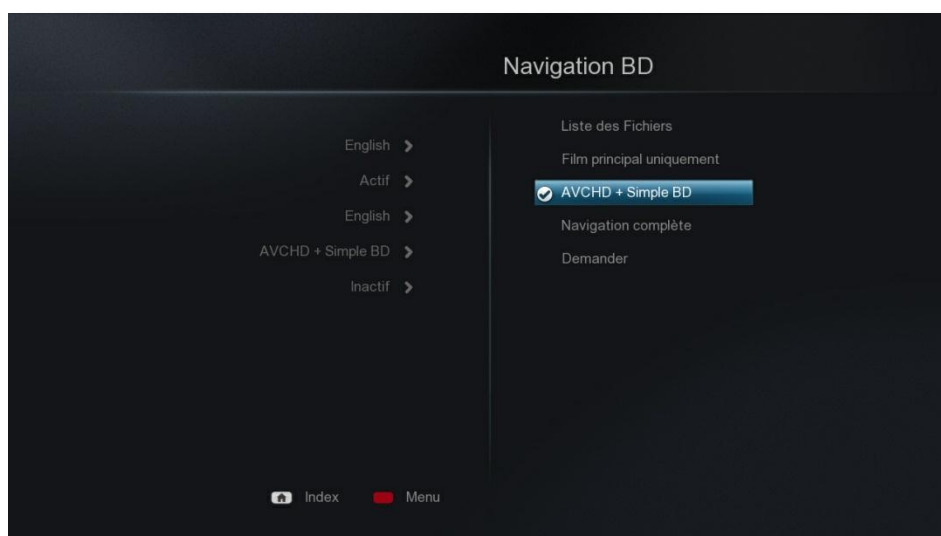 Navigation BD
English
Actif
English
AVCHD + Simple BD
Inactif
Liste des Fichiers
Film principal uniquement
AVCHD + Simple BD
Navigation complète
Demander
Index Menu